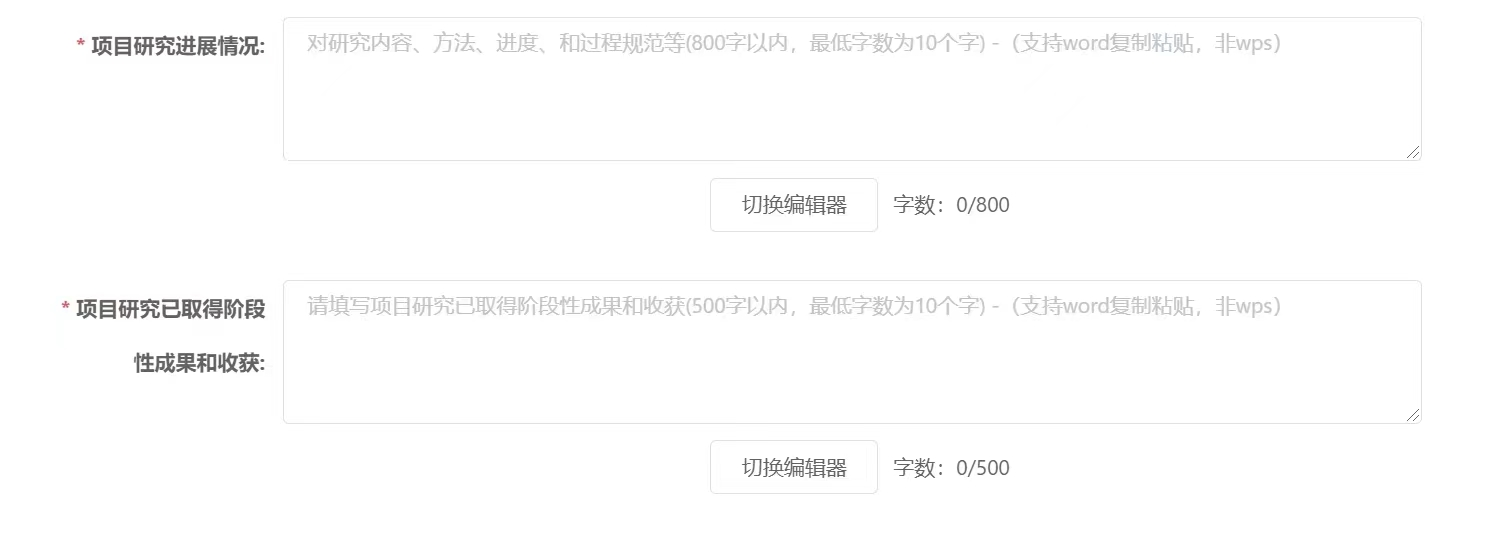 * 项目研究进展情况:
对研究内容、方法、进度、和过程规范等(800字以内，最低字数为10个字) -（支持word复制粘贴，非wps）
切换编辑器 字数：0/800
* 项目研究已取得阶段
性成果和收获:
请填写项目研究已取得阶段性成果和收获(500字以内，最低字数为10个字) -（支持word复制粘贴，非wps）
切换编辑器 字数：0/500